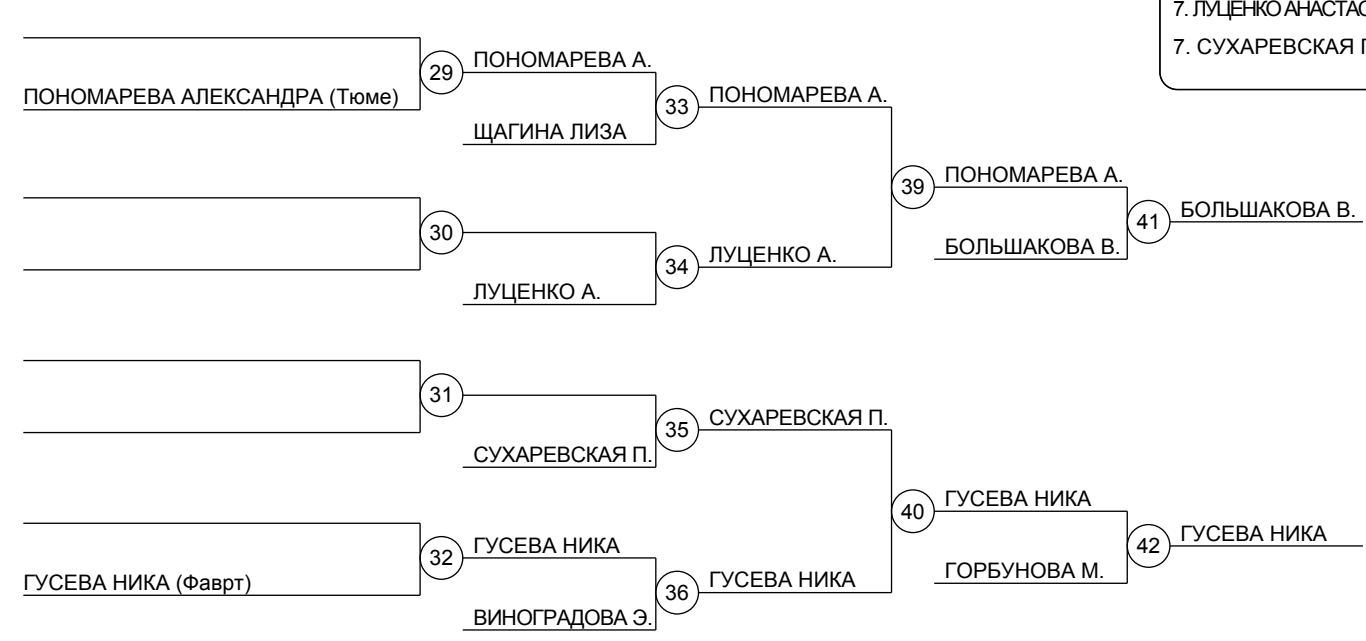 7. ЛУЦЕНКО АНАСТАС
7. СУХАРЕВСКАЯ
29
ПОНОМАРЕВА А.
ПОНОМАРЕВА АЛЕКСАНДРА (Тюме)
33
ПОНОМАРЕВА А.
ЩАГИНА ЛИЗА
39
ПОНОМАРЕВА А.
30
41
БОЛЬШАКОВА В.
34
ЛУЦЕНКО А.
БОЛЬШАКОВА В.
ЛУЦЕНКО А.
31
35
СУХАРЕВСКАЯ П.
СУХАРЕВСКАЯ П.
40
ГУСЕВА НИКА
32
ГУСЕВА НИКА
42
ГУСЕВА НИКА
ГУСЕВА НИКА (Фаврт)
36
ГУСЕВА НИКА
ГОРБУНОВА М.
ВИНОГРАДОВА Э.